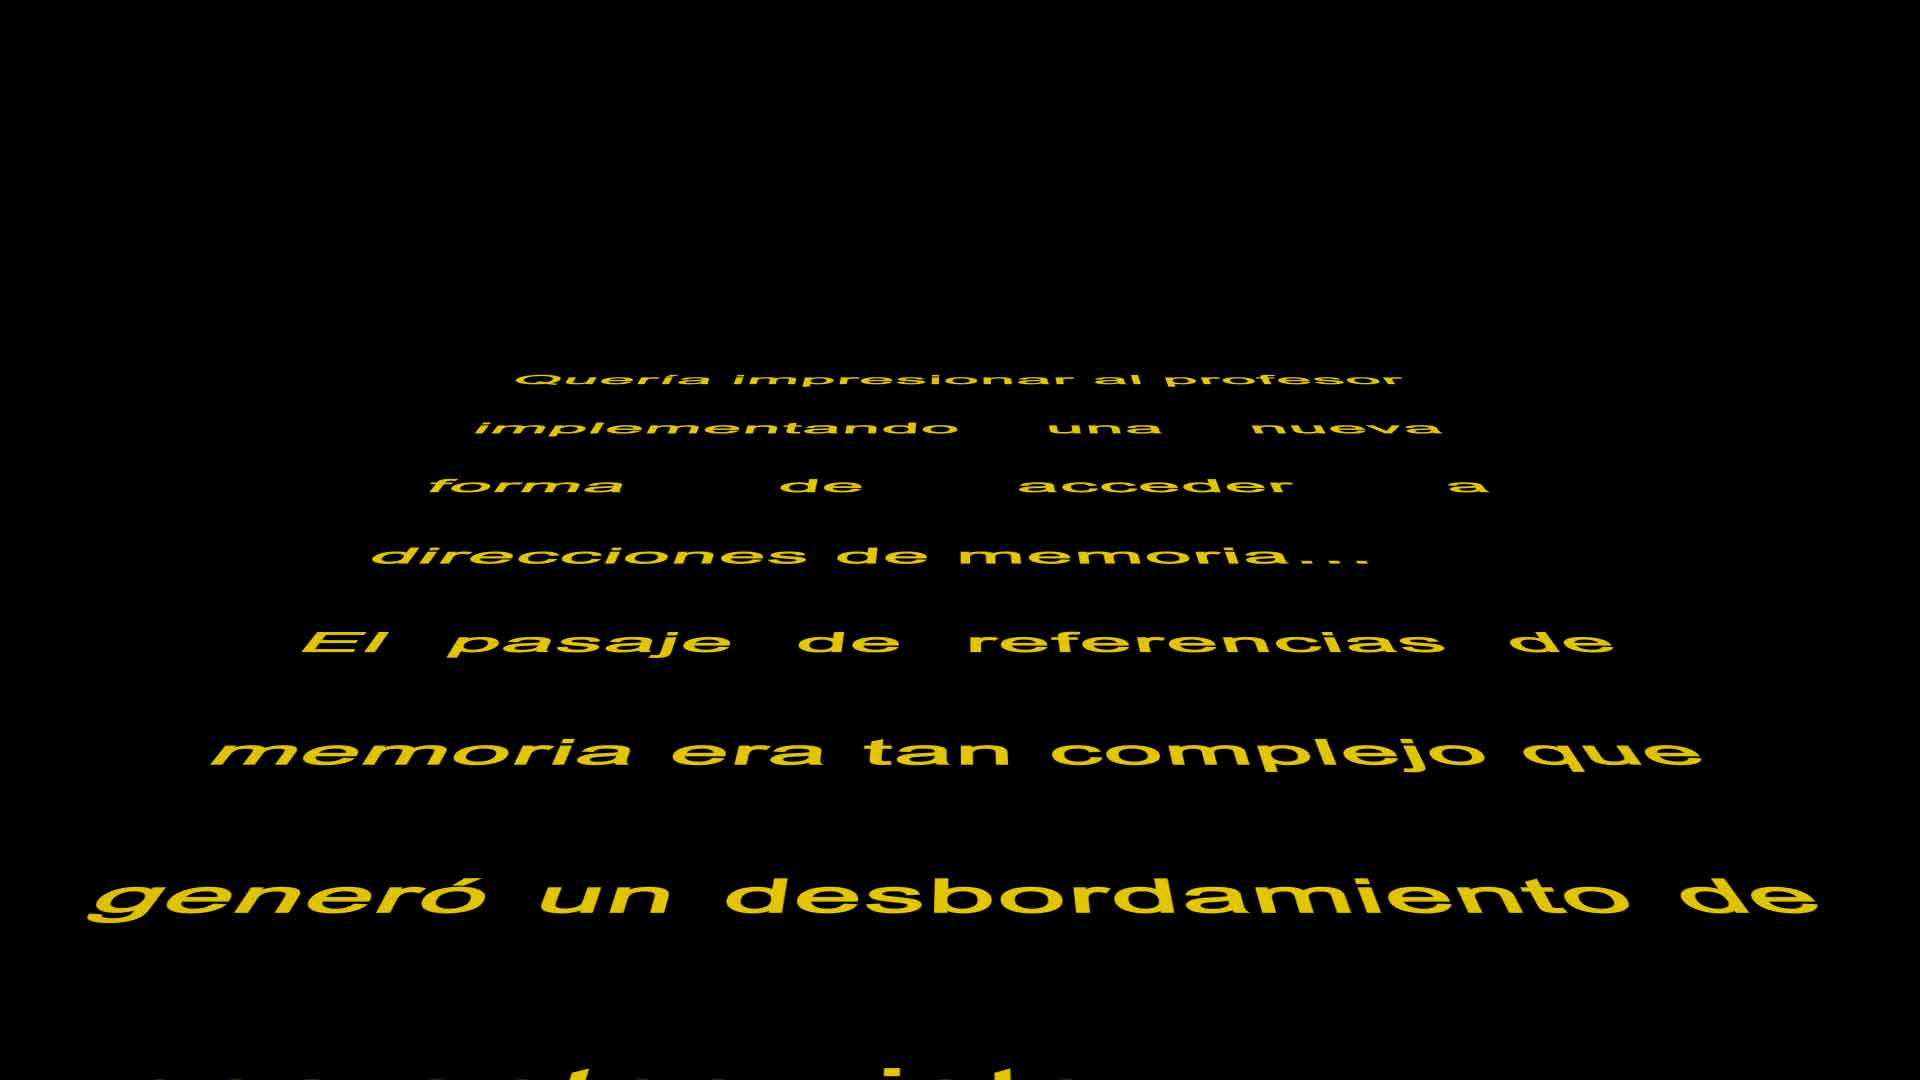 Quería impresionar al profesor
implementando una nueva
forma de acceder a
direcciones de memoria...
El pasaje de referencias de
memoria era tan complejo que
generó un desbordamiento de